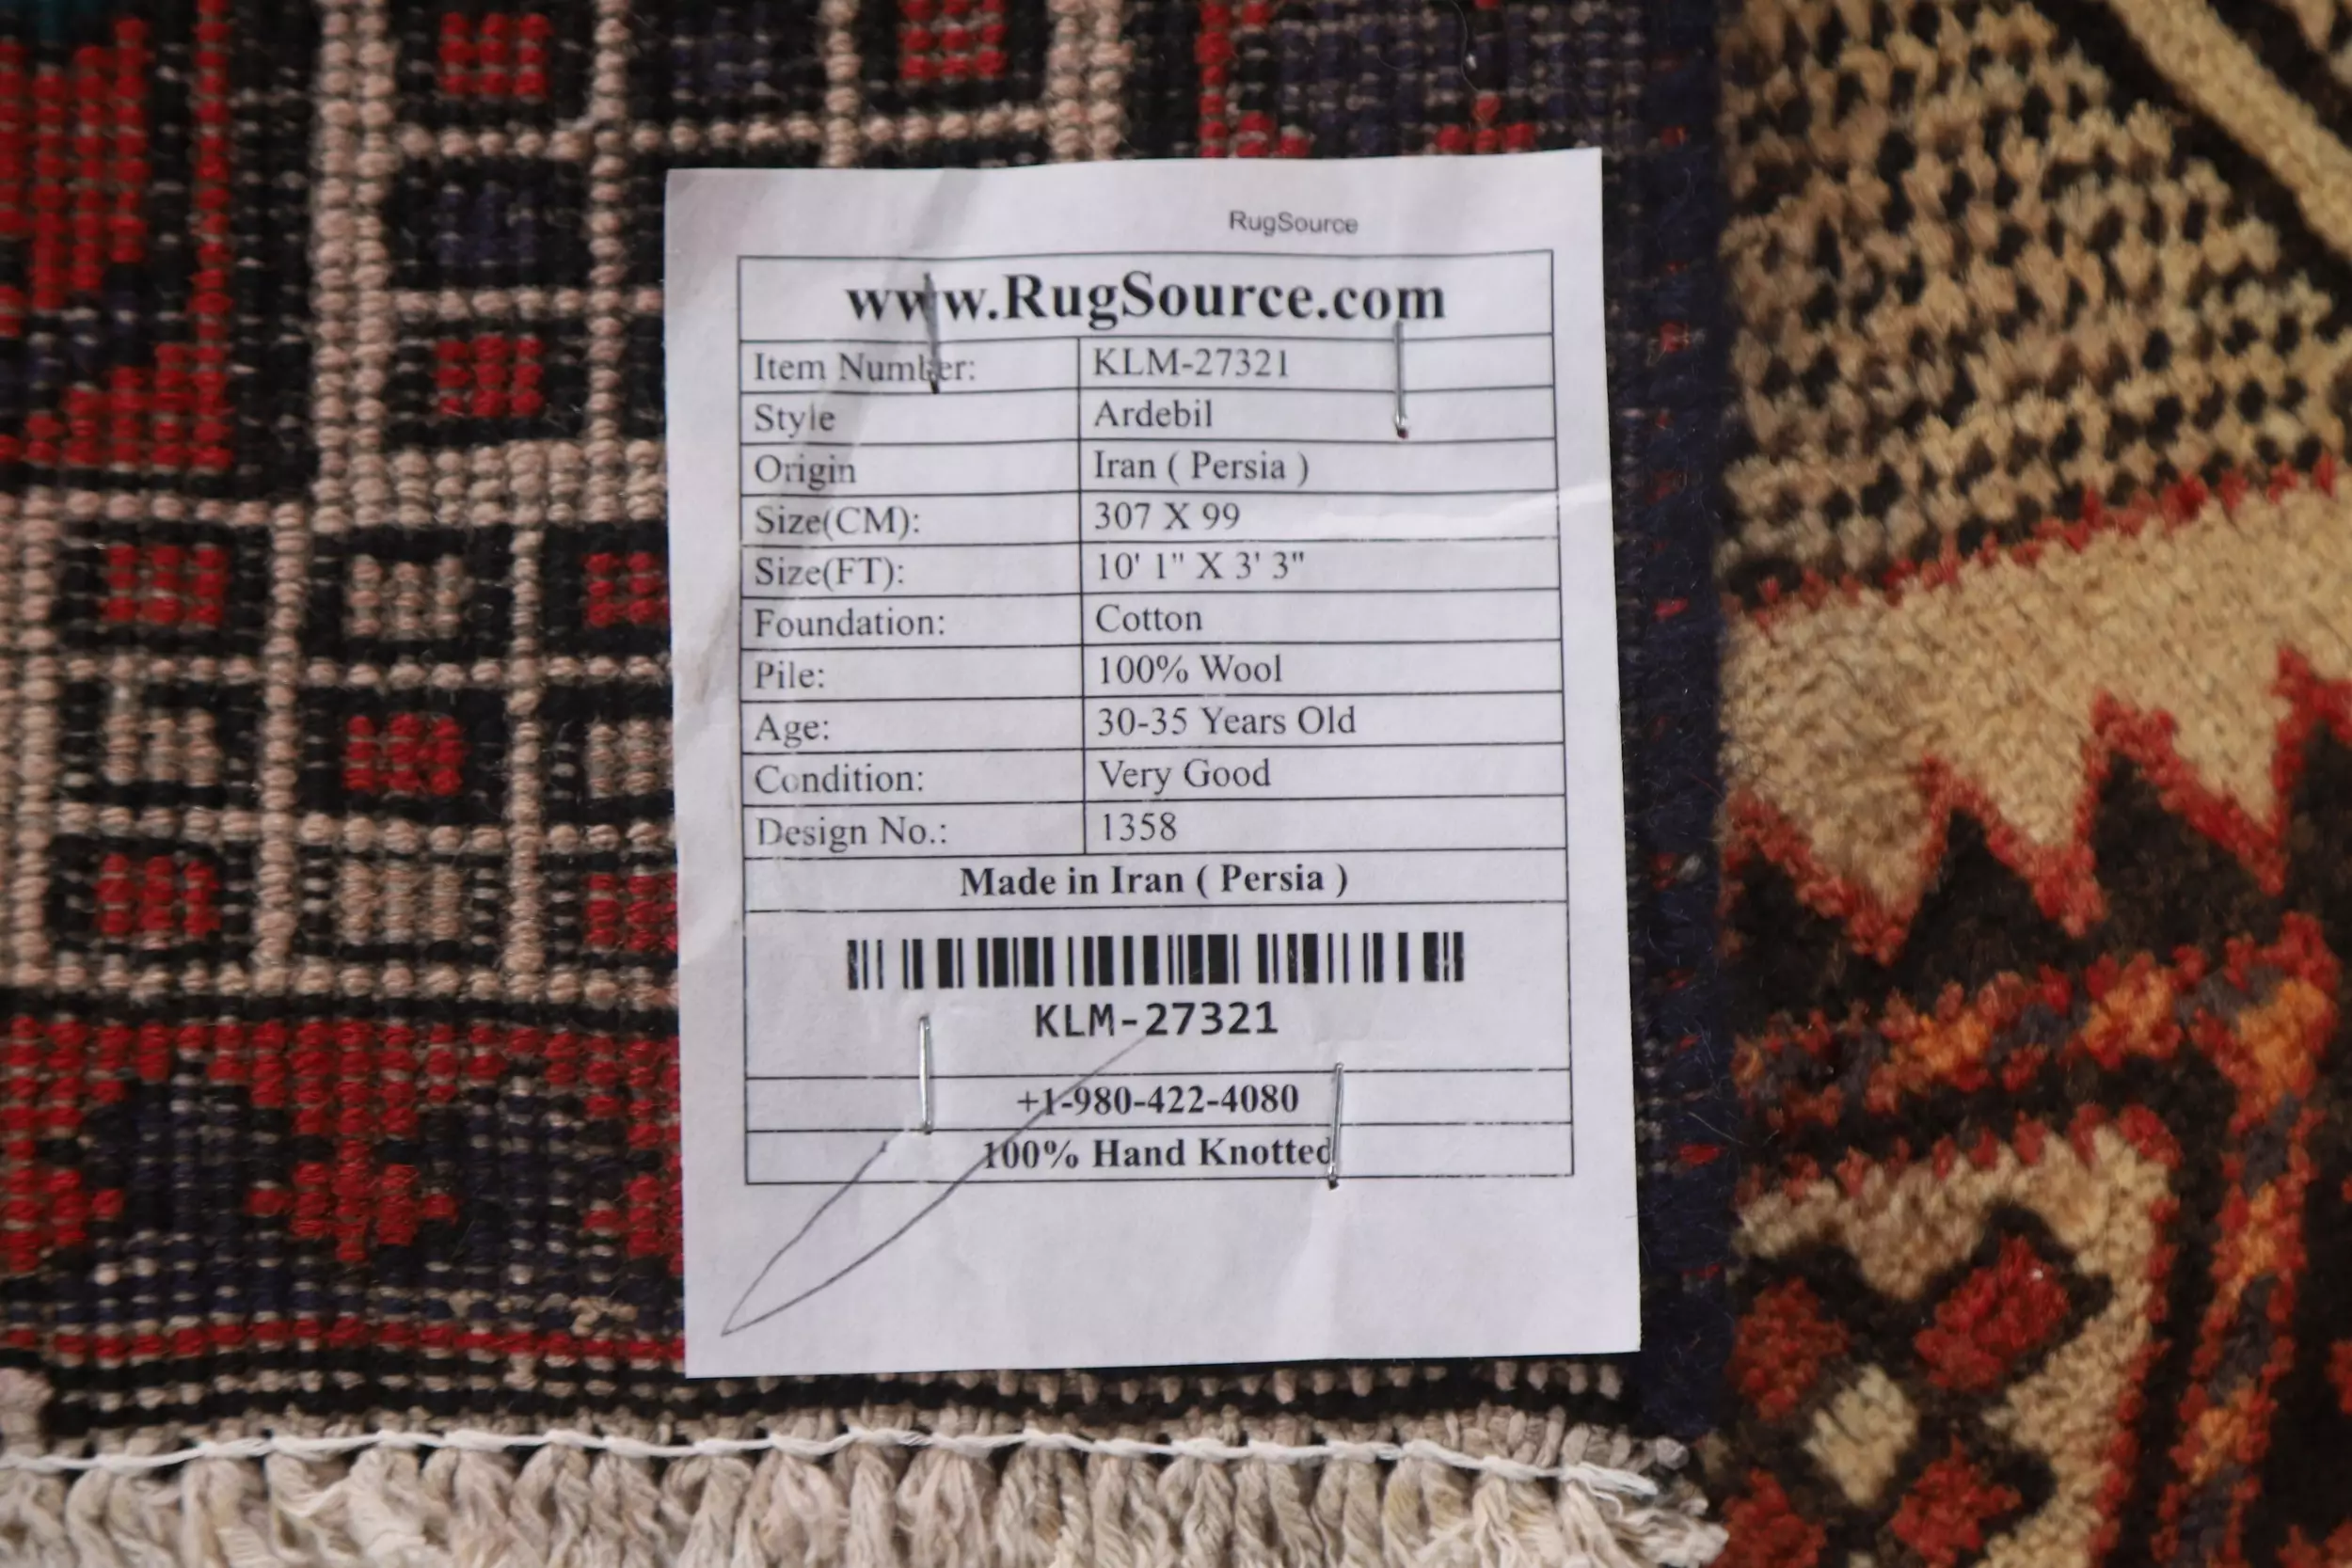 RugSource
www.RugSource.com
Item Number: KLM-27321
Style Ardebil
Origin Iran ( Persia )
Size(CM): 307 X 99
Size(FT): 10' 1" X 3' 3"
Foundation: Cotton
Pile: 100% Wool
Age: 30-35 Years Old
Condition: Very Good
Design No.: 1358
Made in Iran ( Persia )
KLM-27321
+1-980-422-4080
100% Hand Knotted